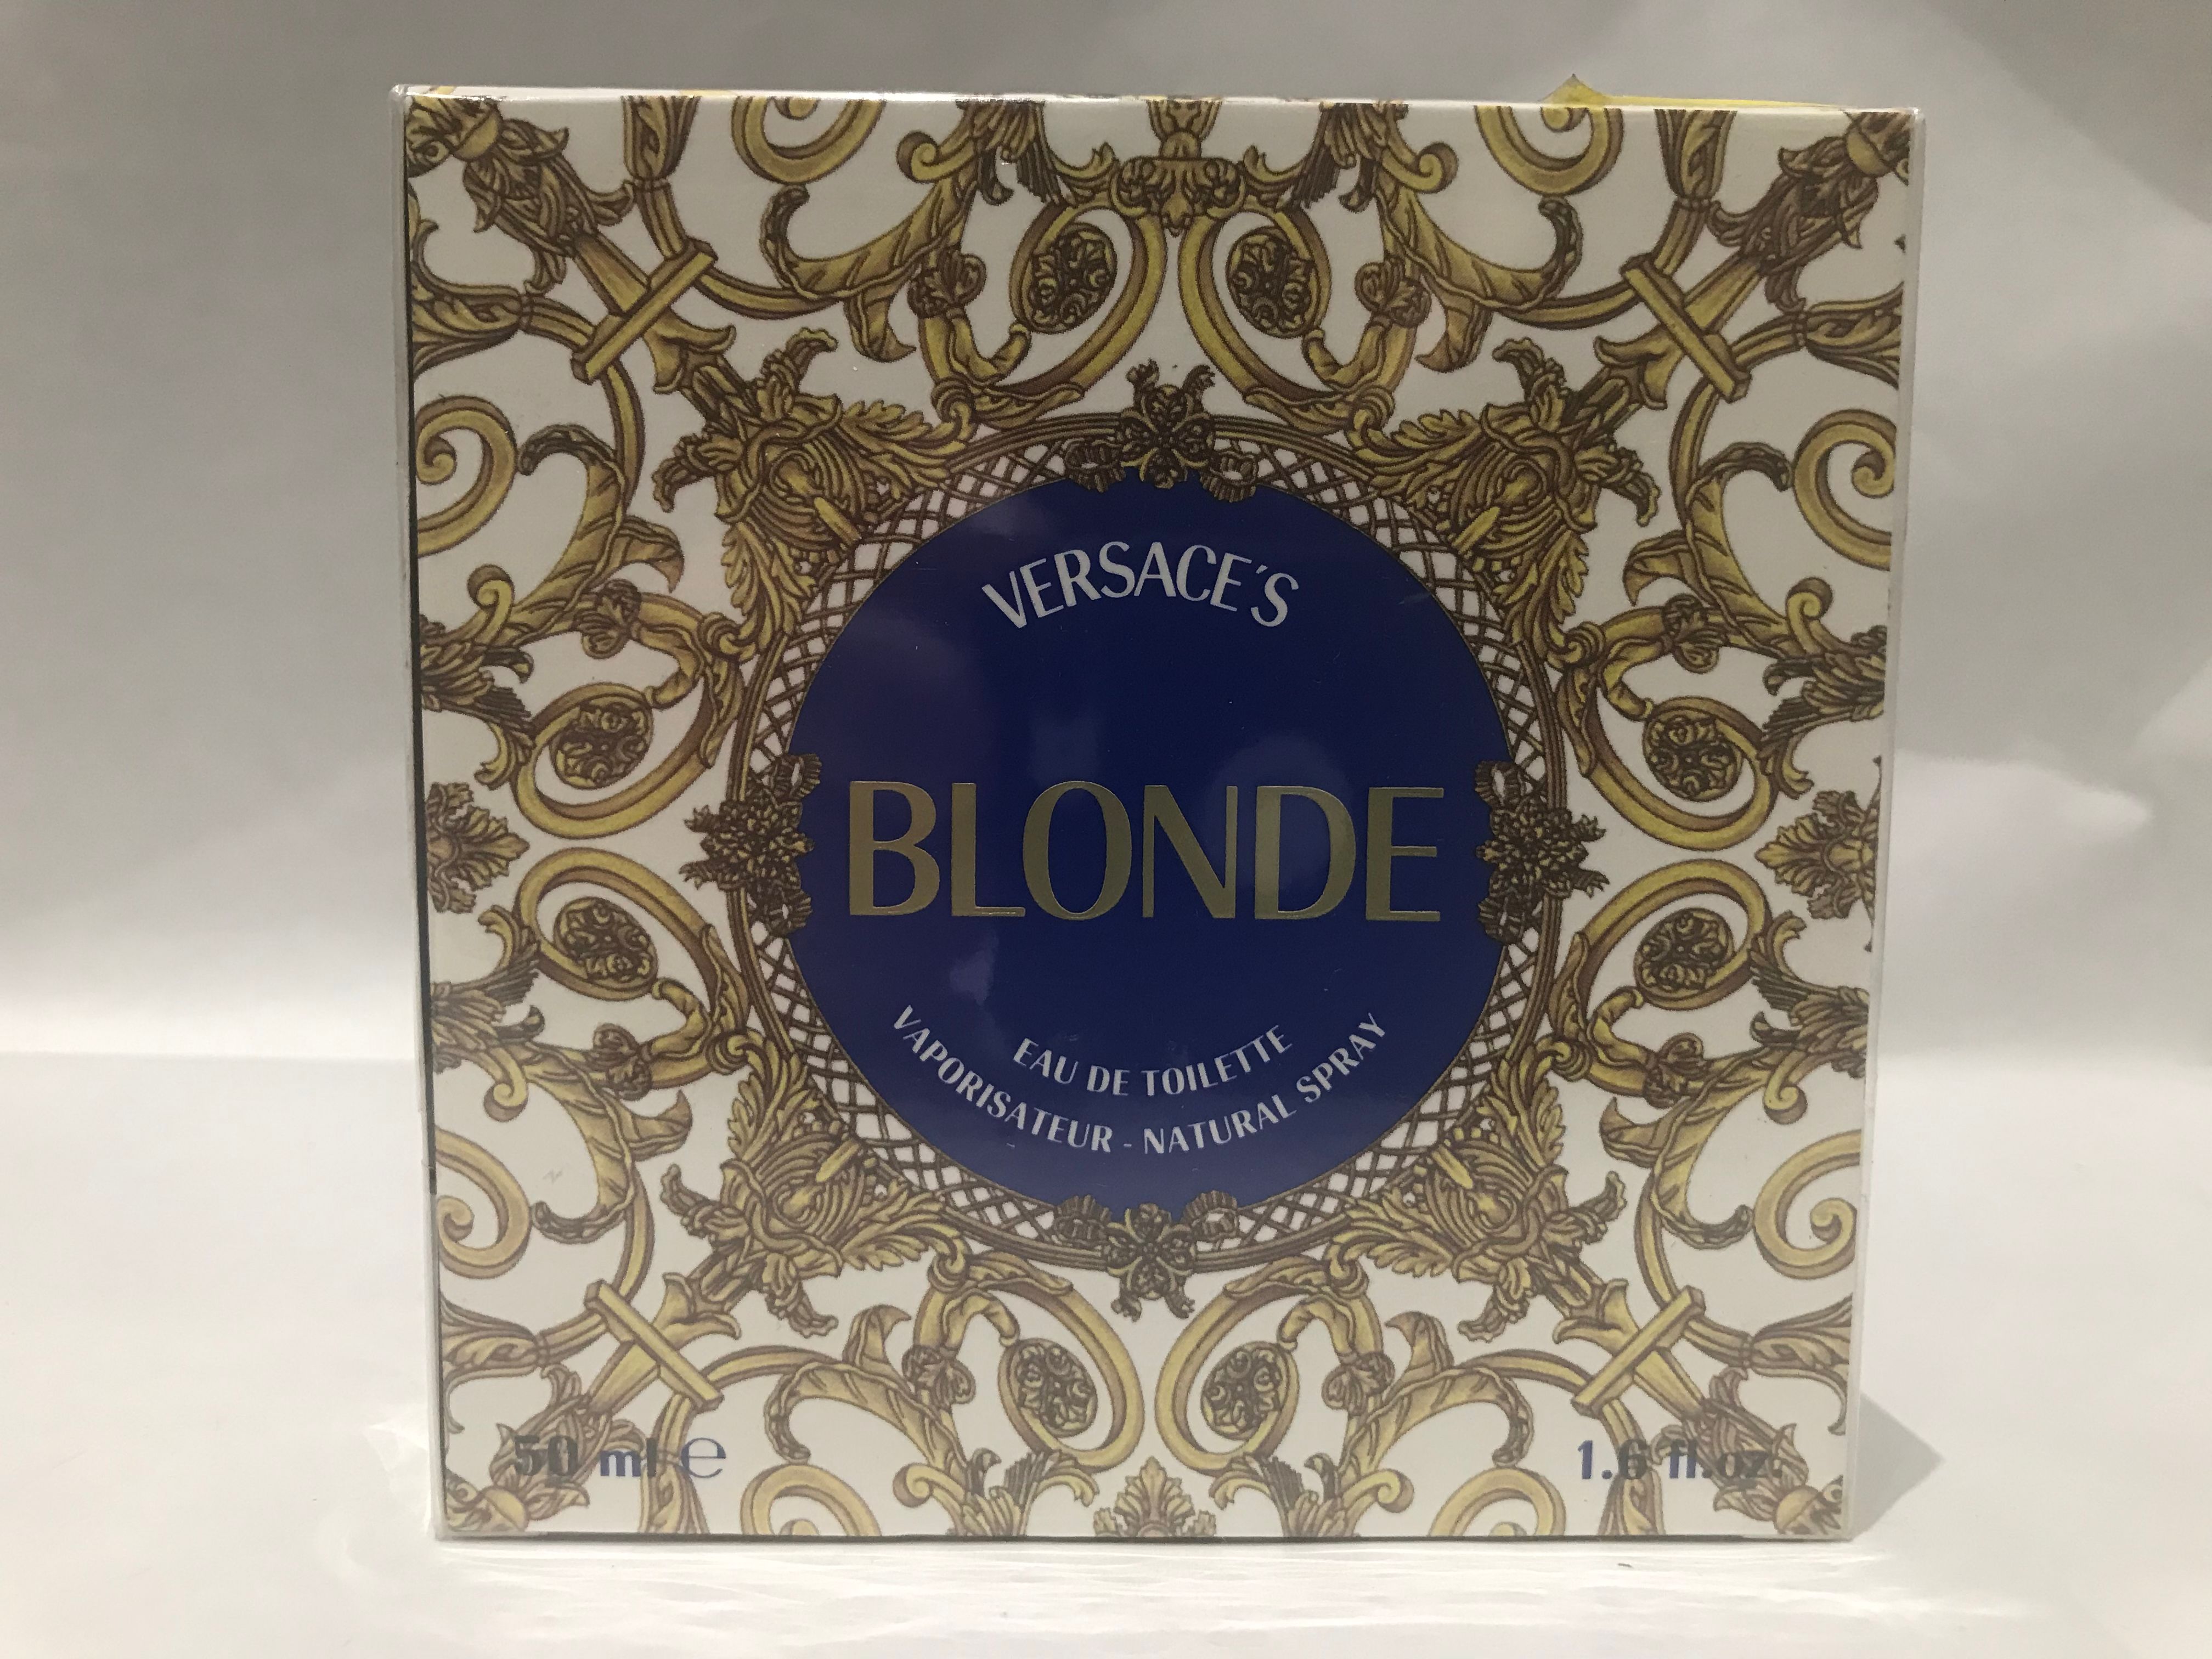 VERSACE'S
BLONDE
EAU DE TOILETTE
VAPORISATEUR - NATURAL SPRAY
50 ml ℮
1.6 fl.oz.